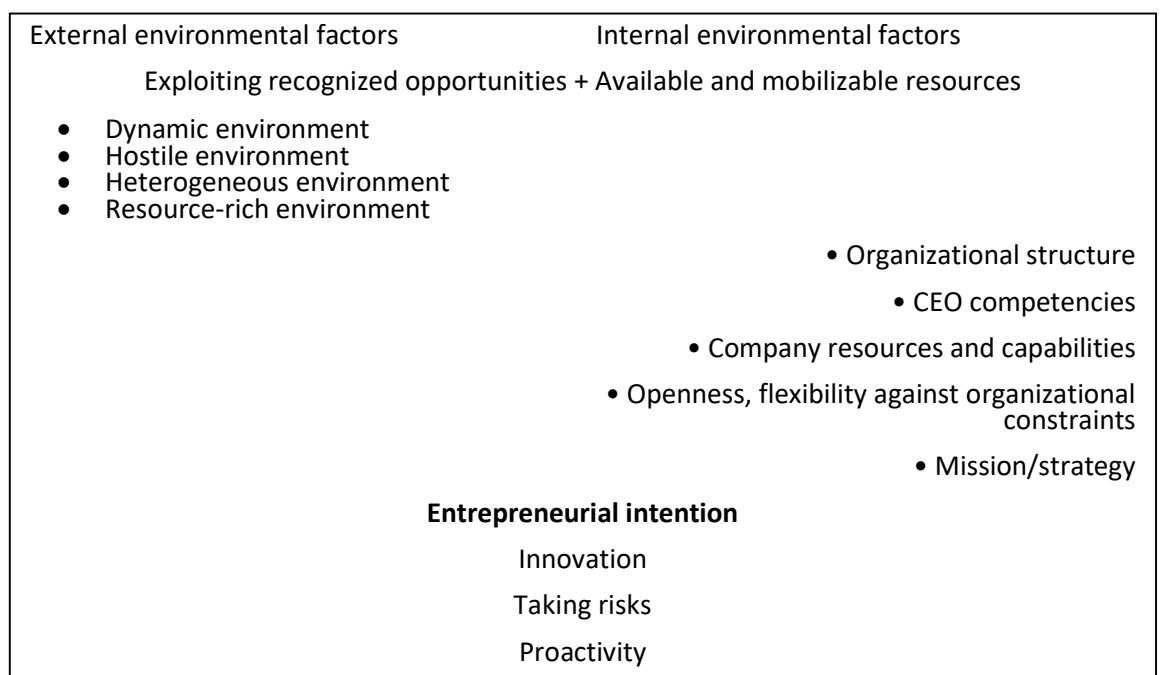 External environmental factors Internal environmental factors
Exploiting recognized opportunities + Available and mobilizable resources
• Dynamic environment
• Hostile environment
• Heterogeneous environment
• Resource-rich environment
• Organizational structure
• CEO competencies
• Company resources and capabilities
• Openness, flexibility against organizational
constraints
• Mission/strategy
Entrepreneurial intention
Innovation
Taking risks
Proactivity